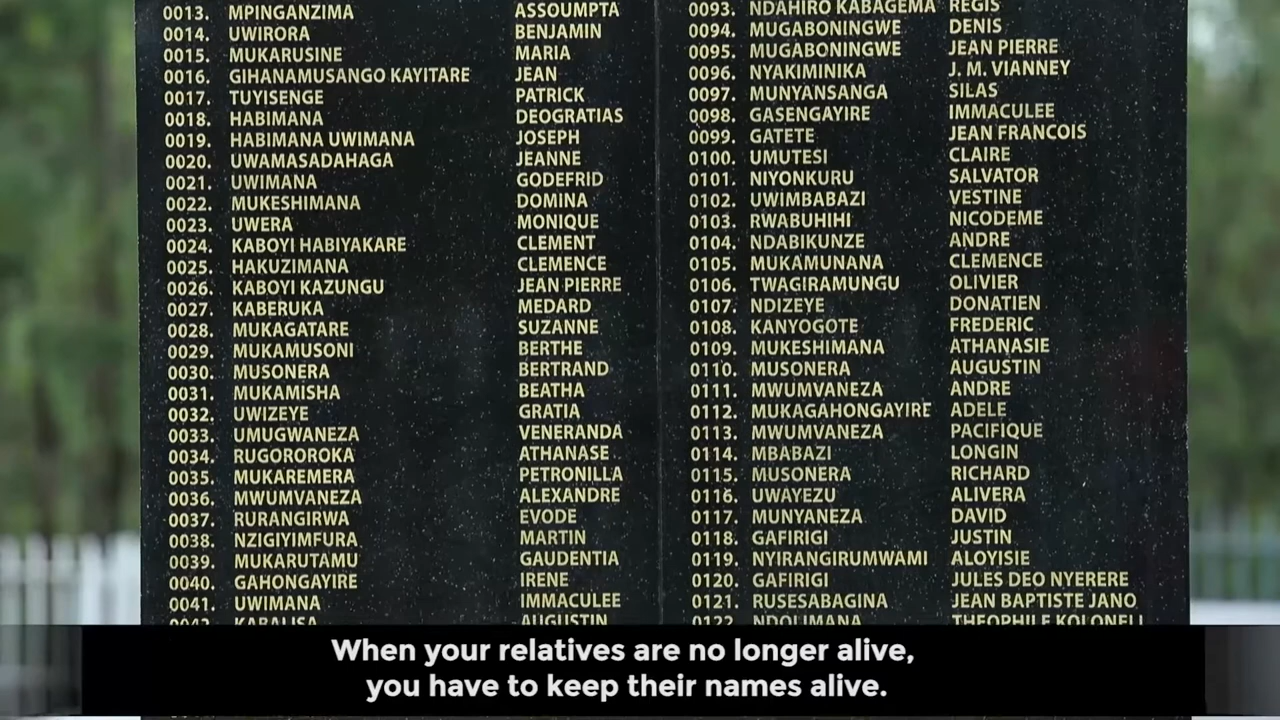 0013. MPINGANZIMA ASSOUMPTA
0014. UWIRORA BENJAMIN
0015. MUKARUSINE MARIA
0016. GIHANAMUSANGO KAYITARE JEAN
0017. TUYISENGE PATRICK
0018. HABIMANA DEOGRATIAS
0019. HABIMANA UWIMANA JOSEPH
0020. UWAMASADAHAGA JEANNE
0021. UWIMANA GODEFRID
0022. MUKESHIMANA DOMINA
0023. UWERA MONIQUE
0024. KABOYI HABIYAKARE CLEMENT
0025. HAKUZIMANA CLEMENCE
0026. KABOYI KAZUNGU JEAN PIERRE
0027. KABERUKA MEDARD
0028. MUKAGATARE SUZANNE
0029. MUKAMUSONI BERTHE
0030. MUSONERA BERTRAND
0031. MUKAMISHA BEATHA
0032. UWIZEYE GRATIA
0033. UMUGWANEZA VENERANDA
0034. RUGOROROKA ATHANASE
0035. MUKAREMERA PETRONILLA
0036. MWUMVANEZA ALEXANDRE
0037. RURANGIRWA EVODE
0038. NZIGIYIMFURA MARTIN
0039. MUKARUTAMU GAUDENTIA
0040. GAHONGAYIRE IRENE
0041. UWIMANA IMMACULEE
0042. KABALISA AUGUSTIN
0093. NDAHIRO KABAGEMA REGIS
0094. MUGABONINGWE DENIS
0095. MUGABONINGWE JEAN PIERRE
0096. NYAKIMINIKA J. M. VIANNEY
0097. MUNYANSANGA SILAS
0098. GASENGAYIRE IMMACULEE
0099. GATETE JEAN FRANCOIS
0100. UMUTESI CLAIRE
0101. NIYONKURU SALVATOR
0102. UWIMBABAZI VESTINE
0103. RWABUHIHI NICODEME
0104. NDABIKUNZE ANDRE
0105. MUKAMUNANA CLEMENCE
0106. TWAGIRAMUNGU OLIVIER
0107. NDIZEYE DONATIEN
0108. KANYOGOTE FREDERIC
0109. MUKESHIMANA ATHANASIE
0110. MUSONERA AUGUSTIN
0111. MWUMVANEZA ANDRE
0112. MUKAGAHONGAYIRE ADELE
0113. MWUMVANEZA PACIFIQUE
0114. MBABAZI LONGIN
0115. MUSONERA RICHARD
0116. UWAYEZU ALIVERA
0117. MUNYANEZA DAVID
0118. GAFIRIGI JUSTIN
0119. NYIRANGIRUMWAMI ALOYISIE
0120. GAFIRIGI JULES DEO NYERERE
0121. RUSESABAGINA JEAN BAPTISTE JANO
0122. NDOLIMANA THEOPHILE KOLONELI
When your relatives are no longer alive,
you have to keep their names alive.